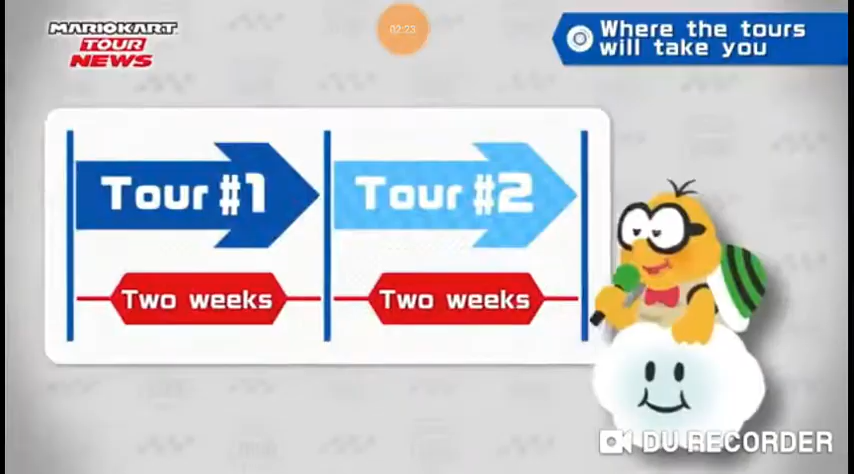 MARIOKART
TOUR
NEWS
02:23
Where the tours
will take you
Tour #1
Tour #2
Two weeks
Two weeks
DU RECORDER